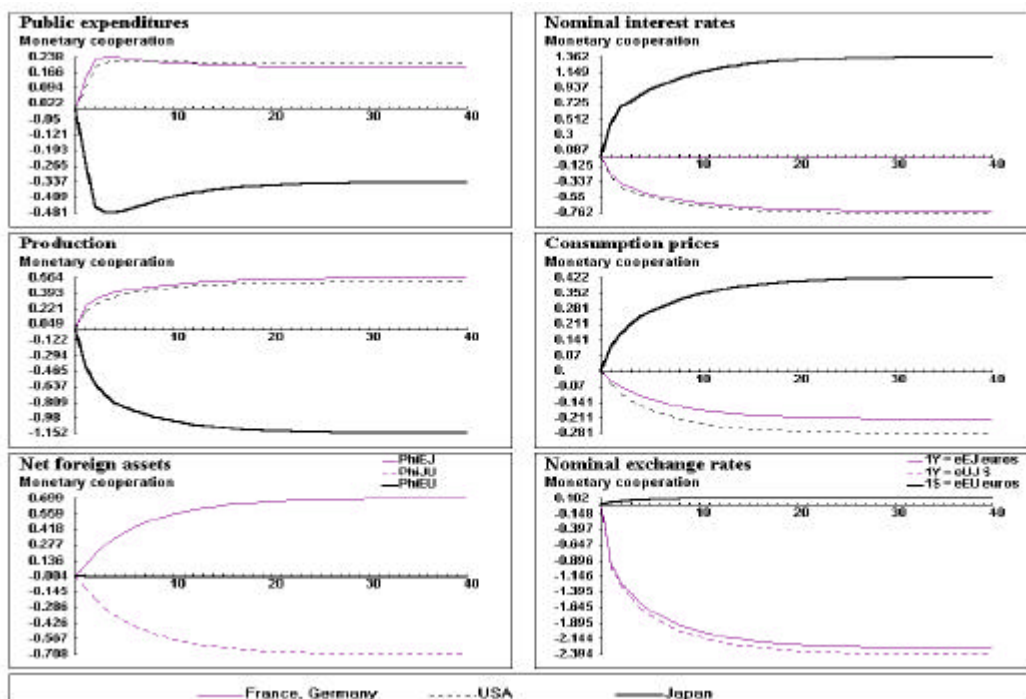 Public expenditures
Monetary cooperation
0.238
0.166
0.094
0.022
-0.05
-0.121
-0.193
-0.265
-0.337
-0.409
-0.481
10 20 30 40
Nominal interest rates
Monetary cooperation
1.362
1.149
0.937
0.725
0.512
0.3
0.087
-0.125
-0.337
-0.55
-0.762
10 20 30 40
Production
Monetary cooperation
0.564
0.393
0.221
0.049
-0.122
-0.294
-0.465
-0.637
-0.809
-0.98
-1.152
10 20 30 40
Consumption prices
Monetary cooperation
0.422
0.352
0.281
0.211
0.141
0.07
0.
-0.07
-0.141
-0.211
-0.281
10 20 30 40
Net foreign assets
Monetary cooperation
PhiEJ
PhiJU
PhiEU
0.699
0.559
0.418
0.277
0.136
-0.004
-0.145
-0.286
-0.426
-0.567
-0.708
10 20 30 40
Nominal exchange rates
Monetary cooperation
1Y = eEJ euros
1Y = eUJ $
1$ = eEU euros
0.102
-0.148
-0.397
-0.647
-0.896
-1.146
-1.395
-1.645
-1.895
-2.144
-2.394
10 20 30 40
France, Germany USA Japan